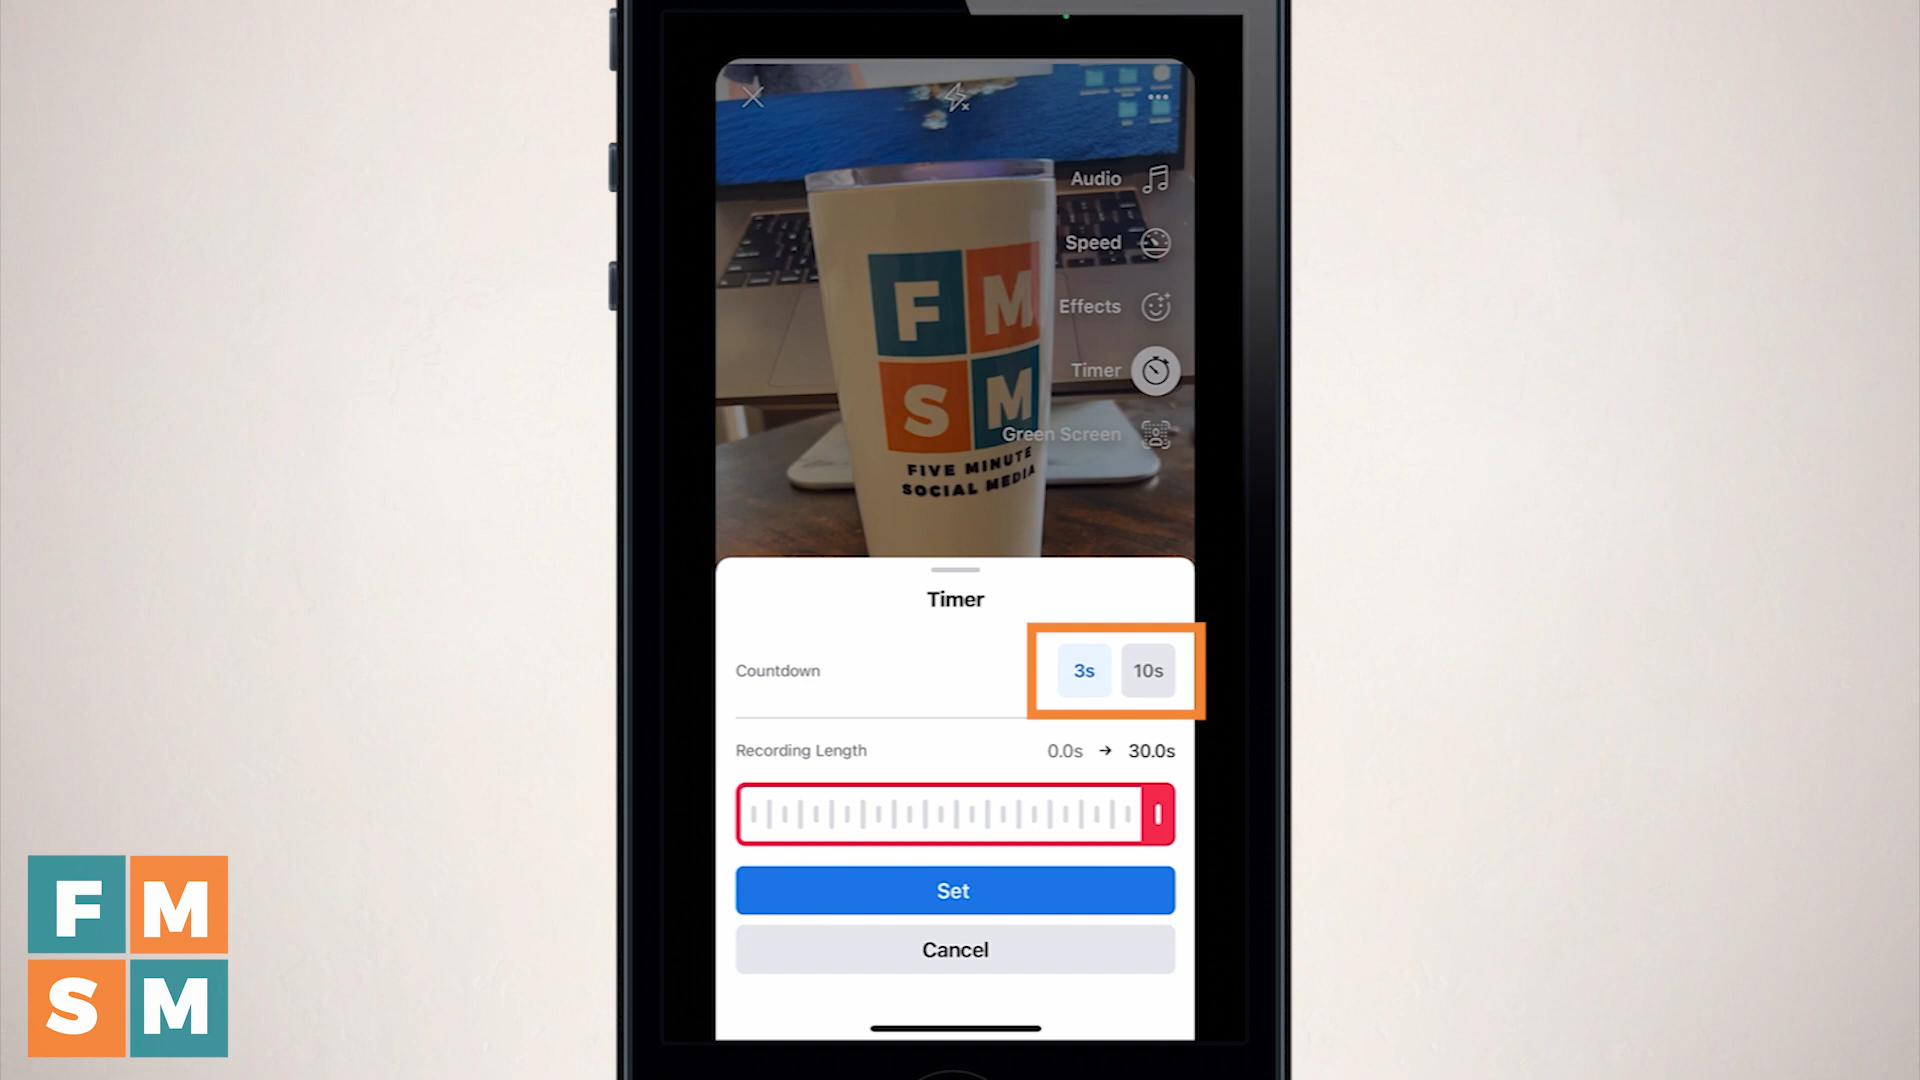 Audio
Speed
Effects
Timer
Green Screen
F M
S M
FIVE MINUTE
SOCIAL MEDIA
Timer
Countdown
3s 10s
Recording Length
0.0s → 30.0s
Set
Cancel
F M
S M